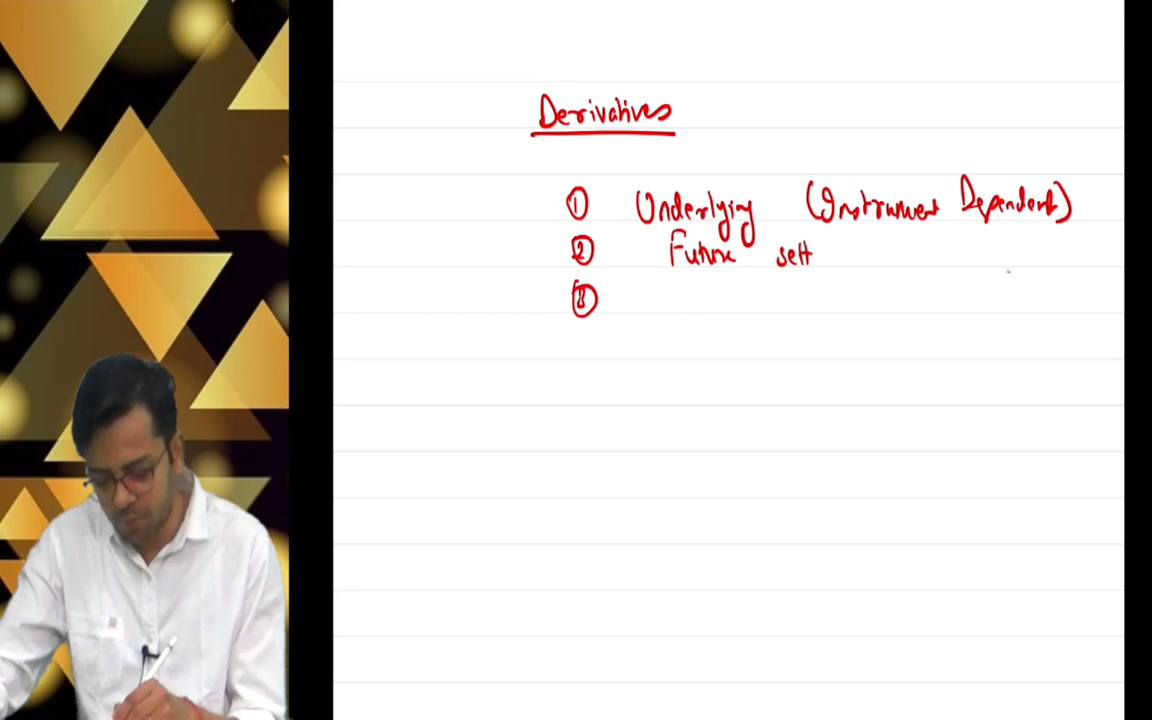 Derivatives
① Underlying (Instrument Dependent)
② Future sett
③